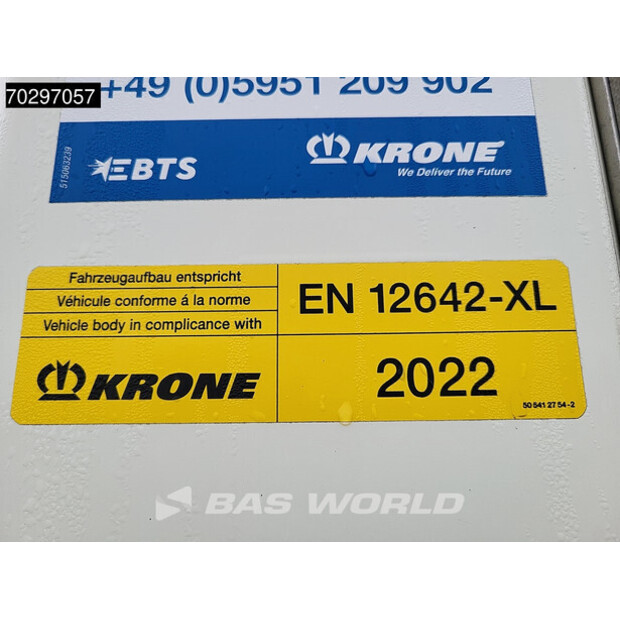 70297057
+49 (0)5951 209 902
515063239
EBTS
KRONE
We Deliver the Future
Fahrzeugaufbau entspricht
Véhicule conforme á la norme
Vehicle body in complicance with
EN 12642-XL
KRONE
2022
50 541 27 54 - 2
BAS WORLD